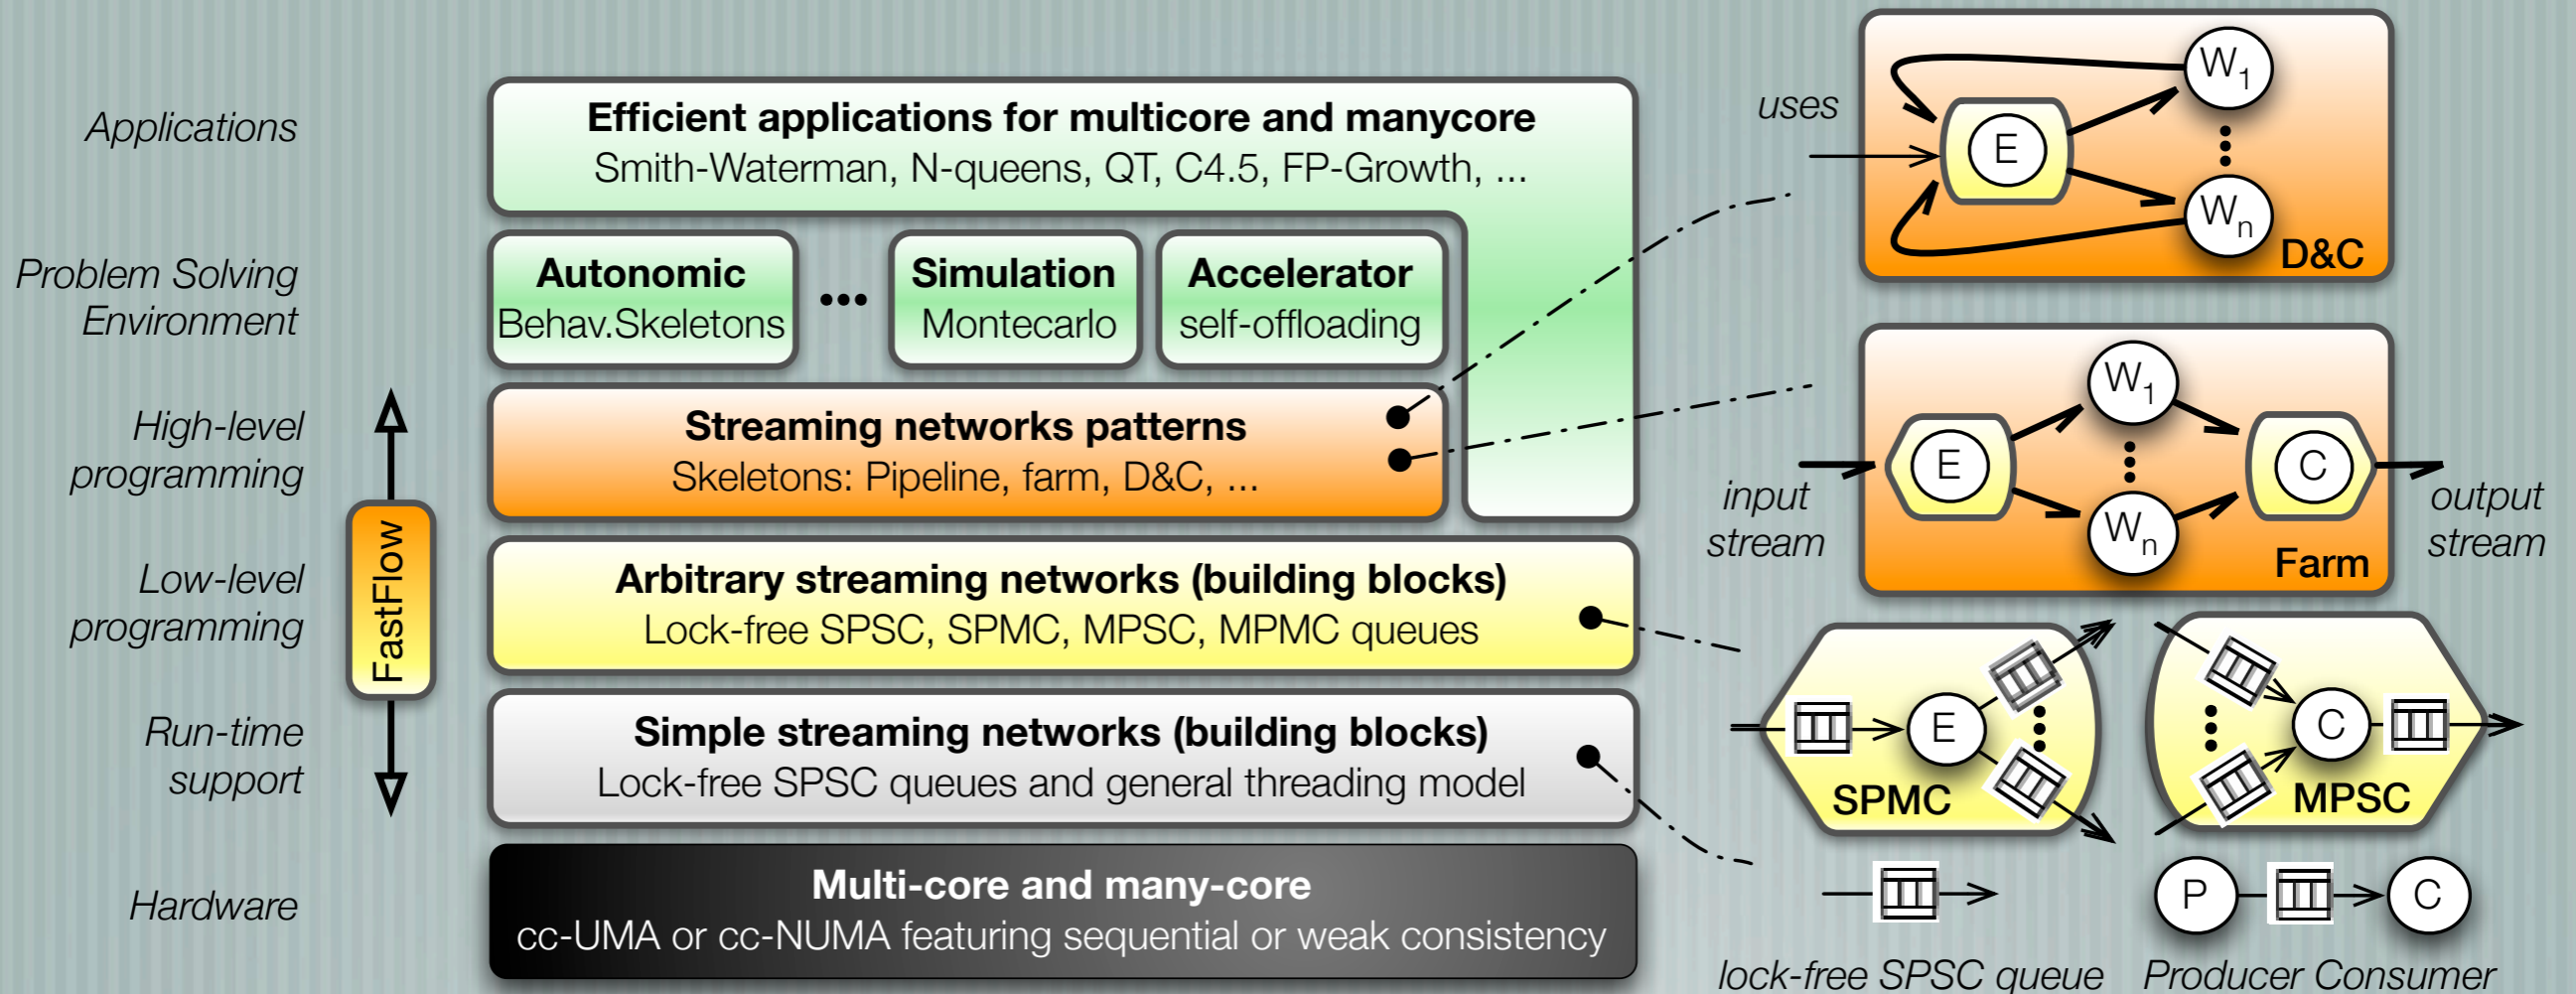 Applications
Efficient applications for multicore and manycore
Smith-Waterman, N-queens, QT, C4.5, FP-Growth, ...
Problem Solving
Environment
Autonomic
Behav.Skeletons
...
Simulation
Montecarlo
Accelerator
self-offloading
High-level
programming
Streaming networks patterns
Skeletons: Pipeline, farm, D&C, ...
FastFlow
Low-level
programming
Arbitrary streaming networks (building blocks)
Lock-free SPSC, SPMC, MPSC, MPMC queues
Run-time
support
Simple streaming networks (building blocks)
Lock-free SPSC queues and general threading model
Hardware
Multi-core and many-core
cc-UMA or cc-NUMA featuring sequential or weak consistency
uses
E
W1
Wn
D&C
input
stream
E
W1
Wn
C
Farm
output
stream
E
SPMC
C
MPSC
lock-free SPSC queue
P
C
Producer Consumer